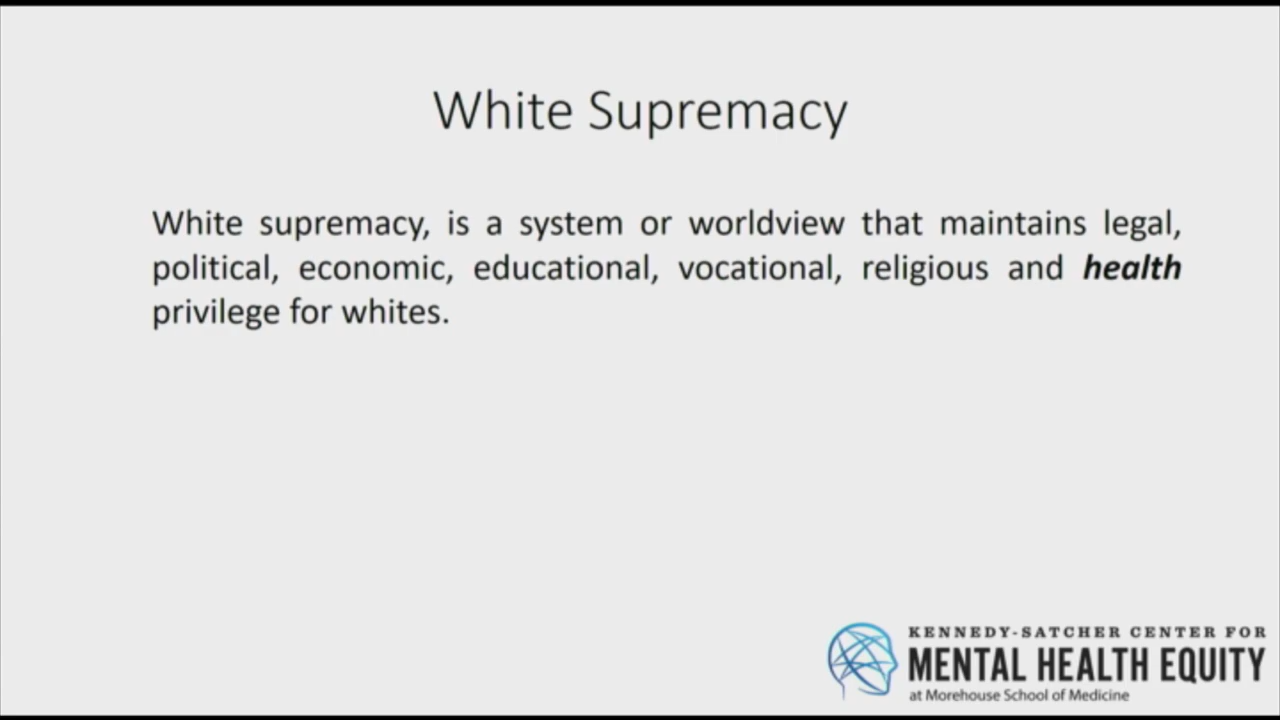 White Supremacy
White supremacy, is a system or worldview that maintains legal,
political, economic, educational, vocational, religious and health
privilege for whites.
KENNEDY-SATCHER CENTER FOR
MENTAL HEALTH EQUITY
at Morehouse School of Medicine